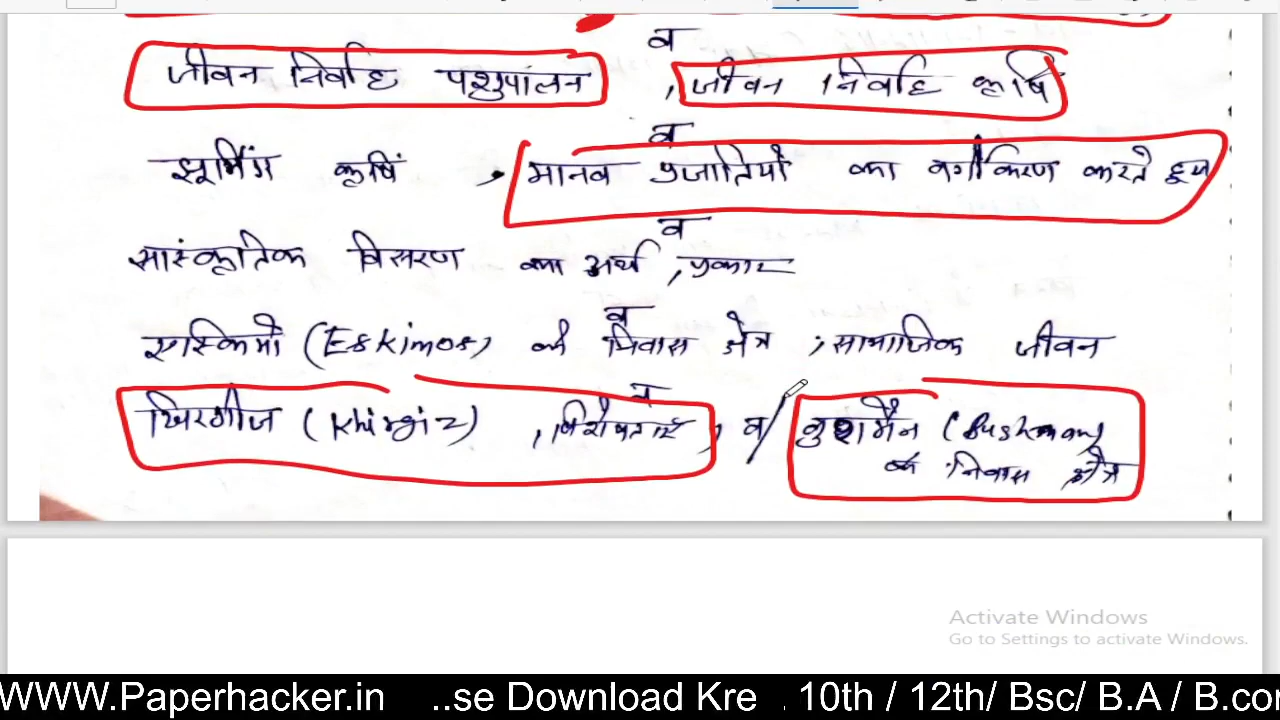 व
जीवन निर्वाह पशुपालन , जीवन निर्वाह कृषि
व
झूमिंग कृषि , मानव प्रजातियो का वर्गीकरण करते हुए
व
सांस्कृतिक विसरण का अर्थ , प्रकार
व
एस्किमो (Eskimos) के निवास क्षेत्र , सामाजिक जीवन
व
खिरगीज (Khirgiz) , विशेषताएं , व बुशमैन (Bushman)
के निवास क्षेत्र
Activate Windows
Go to Settings to activate Windows.
WWW.Paperhacker.in ..se Download Kre . 10th / 12th/ Bsc/ B.A / B.co